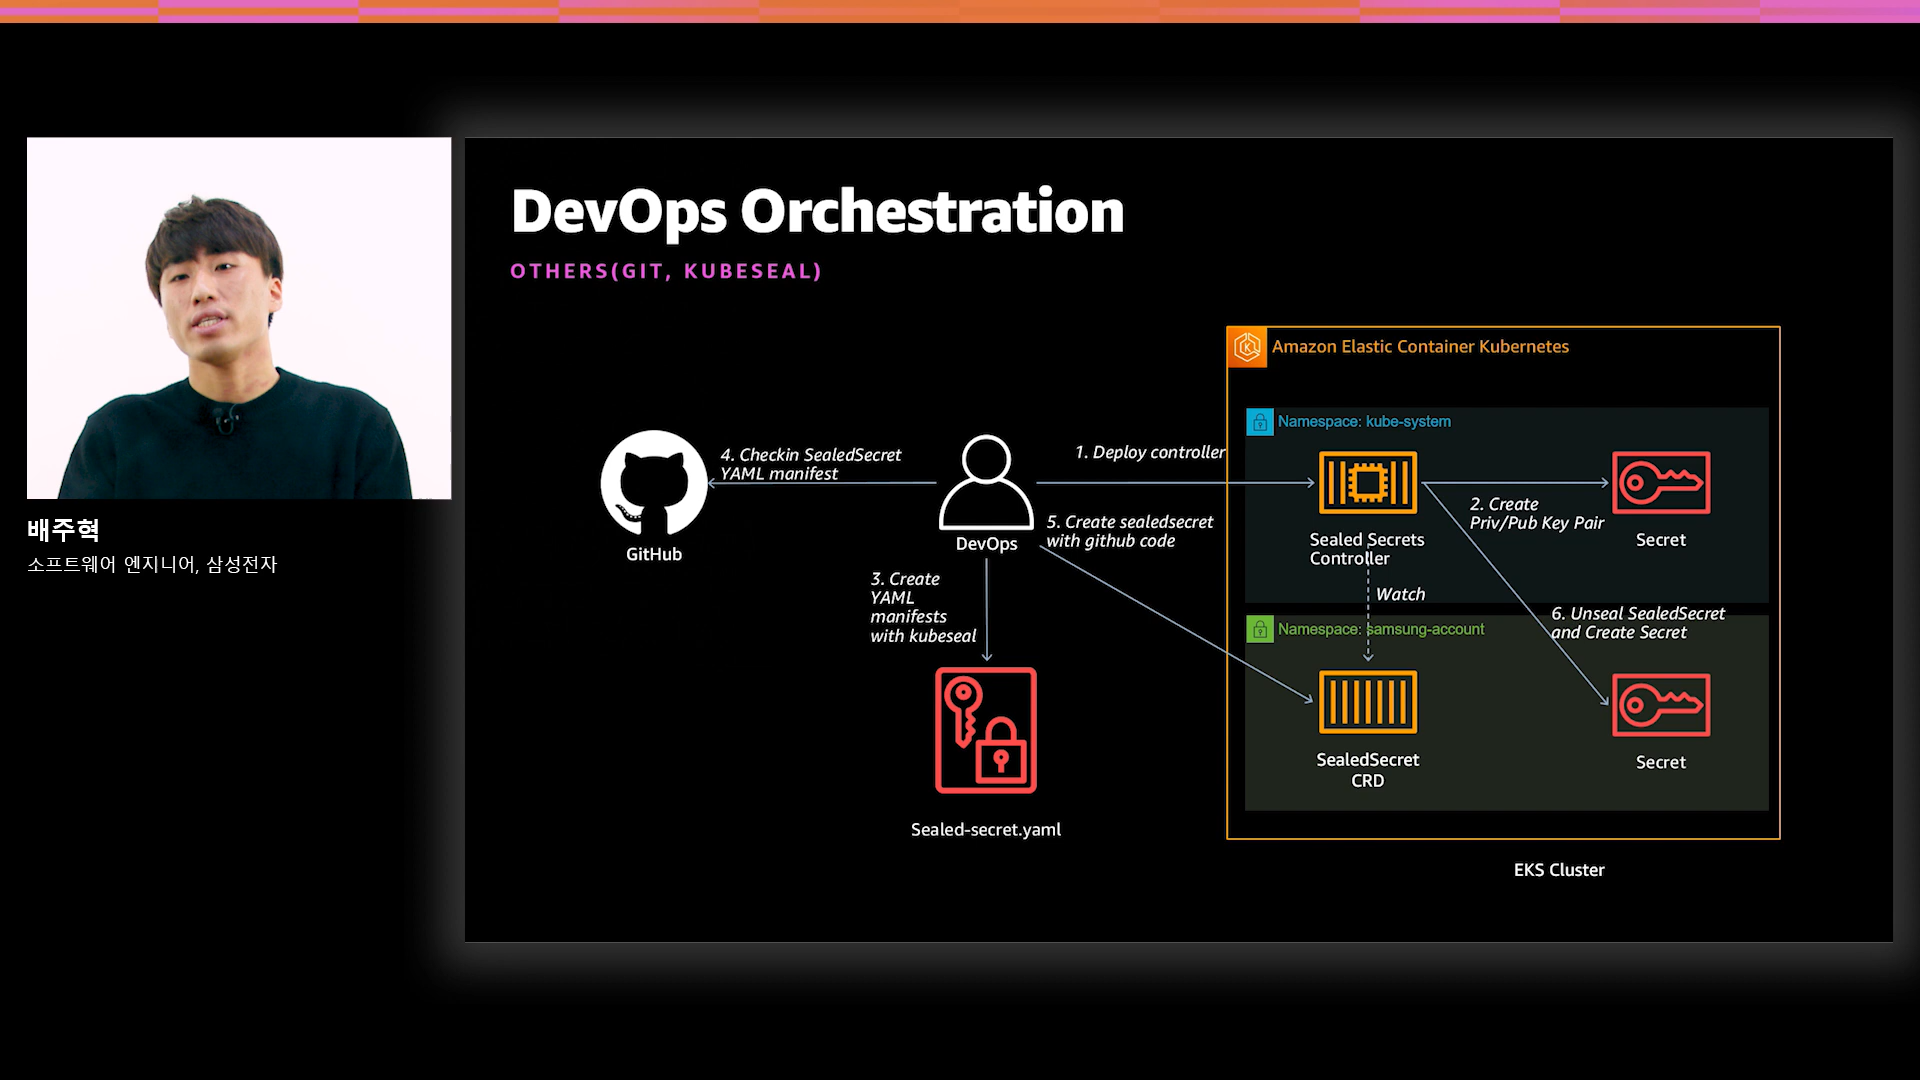 배주혁
소프트웨어 엔지니어, 삼성전자
DevOps Orchestration
OTHERS(GIT, KUBESEAL)
Amazon Elastic Container Kubernetes
Namespace: kube-system
4. Checkin SealedSecret
YAML manifest
GitHub
DevOps
1. Deploy controller
5. Create sealedsecret
with github code
3. Create
YAML
manifests
with kubeseal
Sealed-secret.yaml
Sealed Secrets
Controller
2. Create
Priv/Pub Key Pair
Secret
Watch
6. Unseal SealedSecret
and Create Secret
Namespace: samsung-account
SealedSecret
CRD
Secret
EKS Cluster